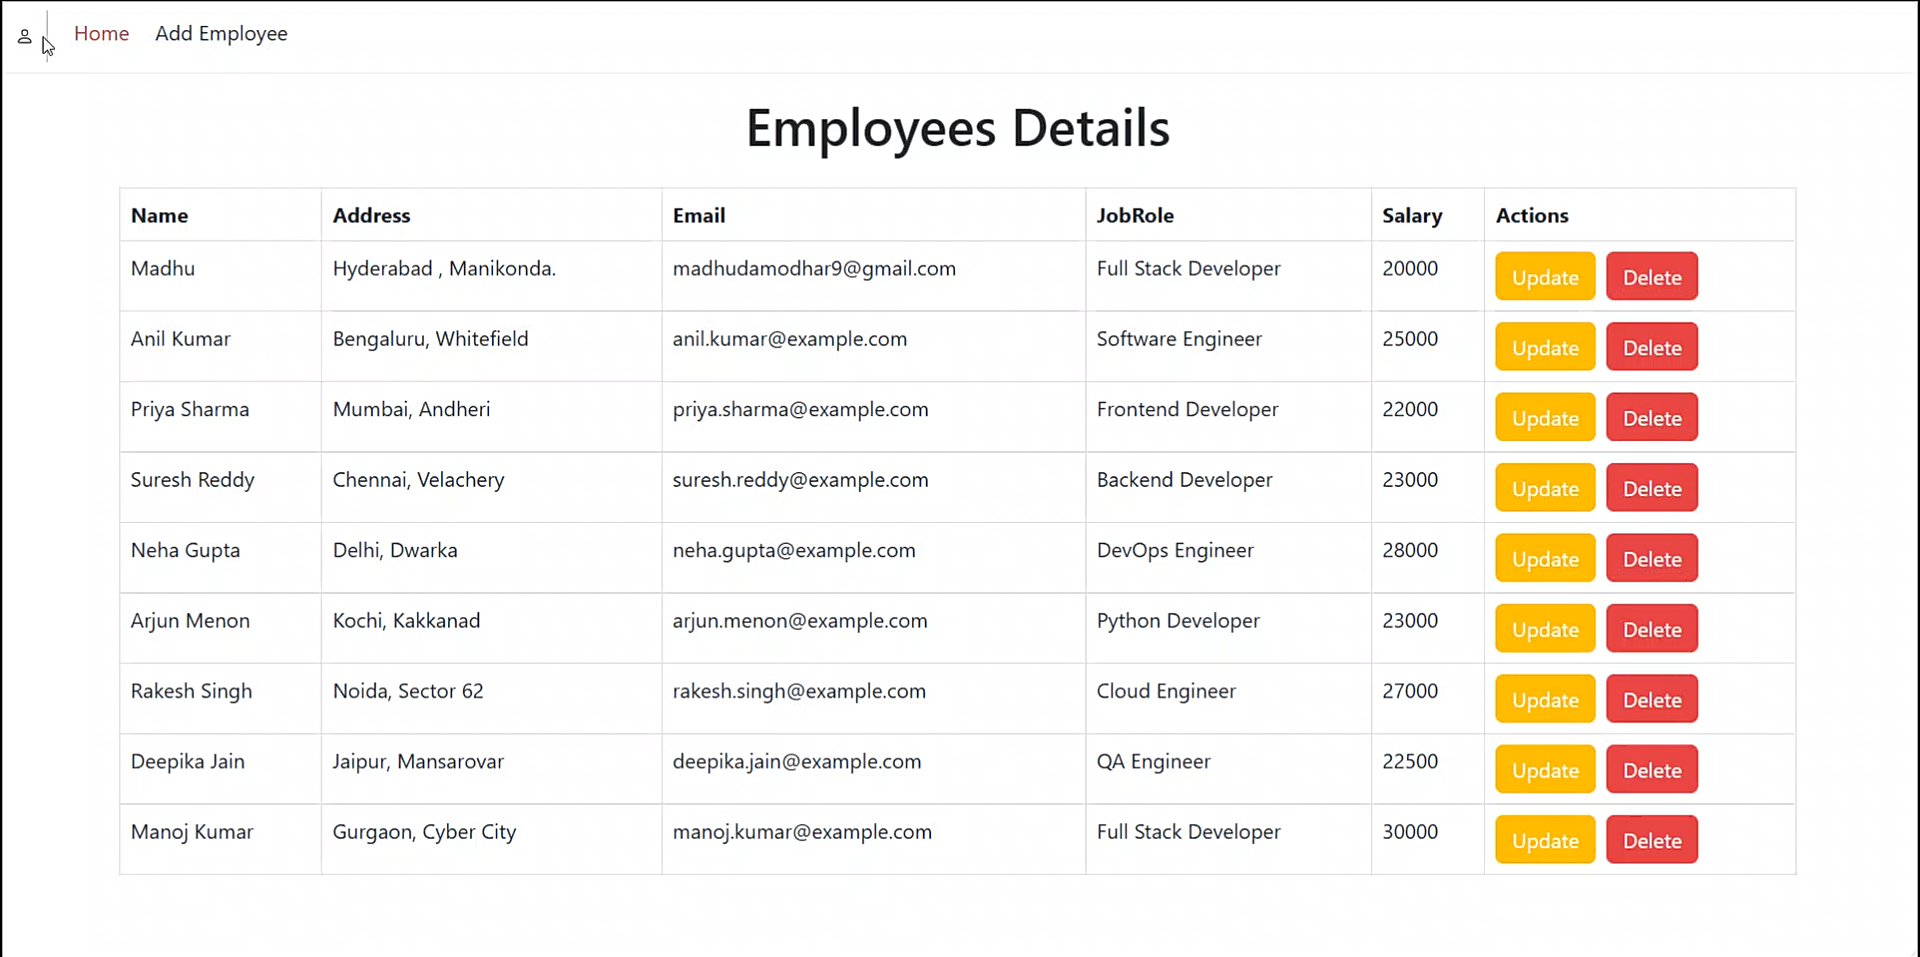 Home Add Employee
Employees Details
Name Address Email JobRole Salary Actions
Madhu Hyderabad , Manikonda. madhudamodhar9@gmail.com Full Stack Developer 20000 Update Delete
Anil Kumar Bengaluru, Whitefield anil.kumar@example.com Software Engineer 25000 Update Delete
Priya Sharma Mumbai, Andheri priya.sharma@example.com Frontend Developer 22000 Update Delete
Suresh Reddy Chennai, Velachery suresh.reddy@example.com Backend Developer 23000 Update Delete
Neha Gupta Delhi, Dwarka neha.gupta@example.com DevOps Engineer 28000 Update Delete
Arjun Menon Kochi, Kakkanad arjun.menon@example.com Python Developer 23000 Update Delete
Rakesh Singh Noida, Sector 62 rakesh.singh@example.com Cloud Engineer 27000 Update Delete
Deepika Jain Jaipur, Mansarovar deepika.jain@example.com QA Engineer 22500 Update Delete
Manoj Kumar Gurgaon, Cyber City manoj.kumar@example.com Full Stack Developer 30000 Update Delete